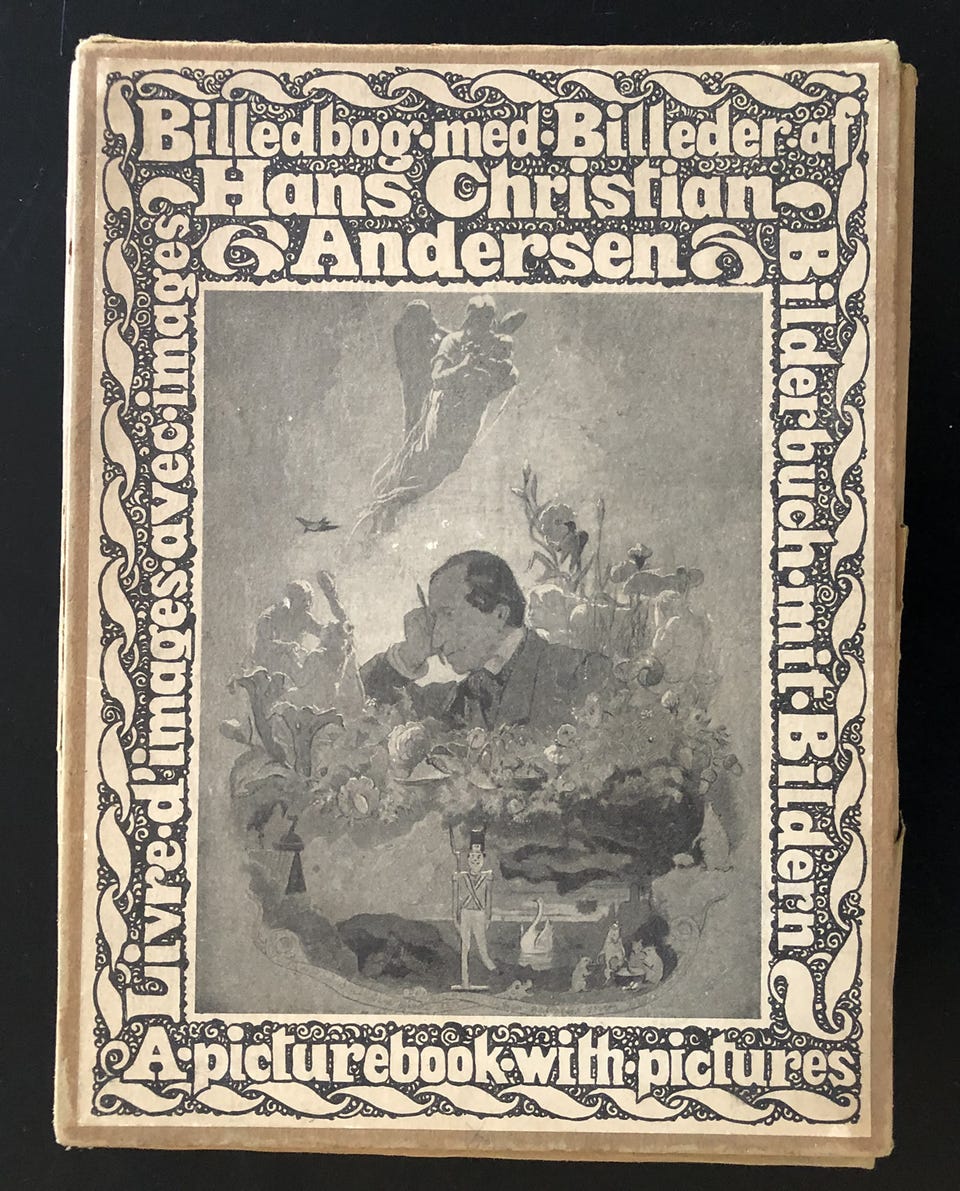 Billedbog·med·Billeder·af
Hans Christian
Andersen
Bilderbuch·mit·Bildern
Livre·d'images·avec·images
A·picturebook·with·pictures